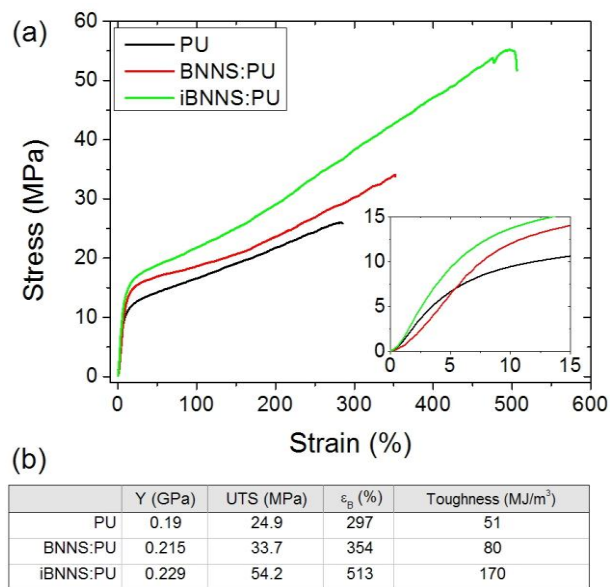 (a)
PU
BNNS:PU
iBNNS:PU
Stress (MPa)
60
50
40
30
20
10
0
15
10
5
0
0 5 10 15
0 100 200 300 400 500 600
Strain (%)
(b)
Y (GPa) UTS (MPa) εB (%) Toughness (MJ/m³)
PU 0.19 24.9 297 51
BNNS:PU 0.215 33.7 354 80
iBNNS:PU 0.229 54.2 513 170